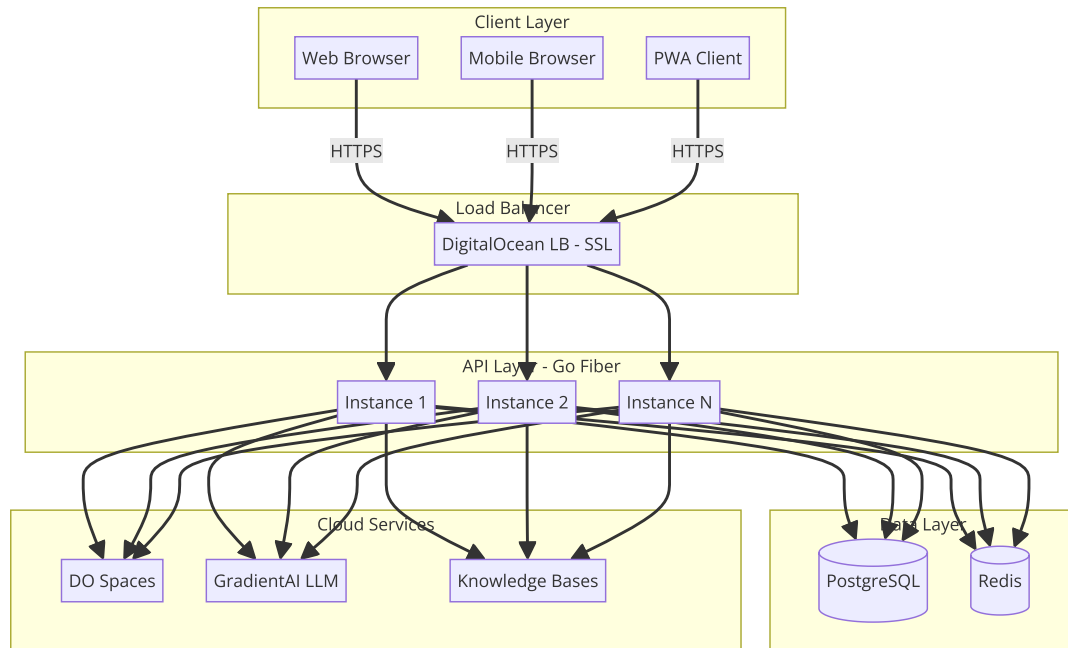 Client Layer
Web Browser
Mobile Browser
PWA Client
HTTPS
HTTPS
HTTPS
Load Balancer
DigitalOcean LB - SSL
API Layer - Go Fiber
Instance 1
Instance 2
Instance N
Cloud Services
Data Layer
DO Spaces
GradientAI LLM
Knowledge Bases
PostgreSQL
Redis